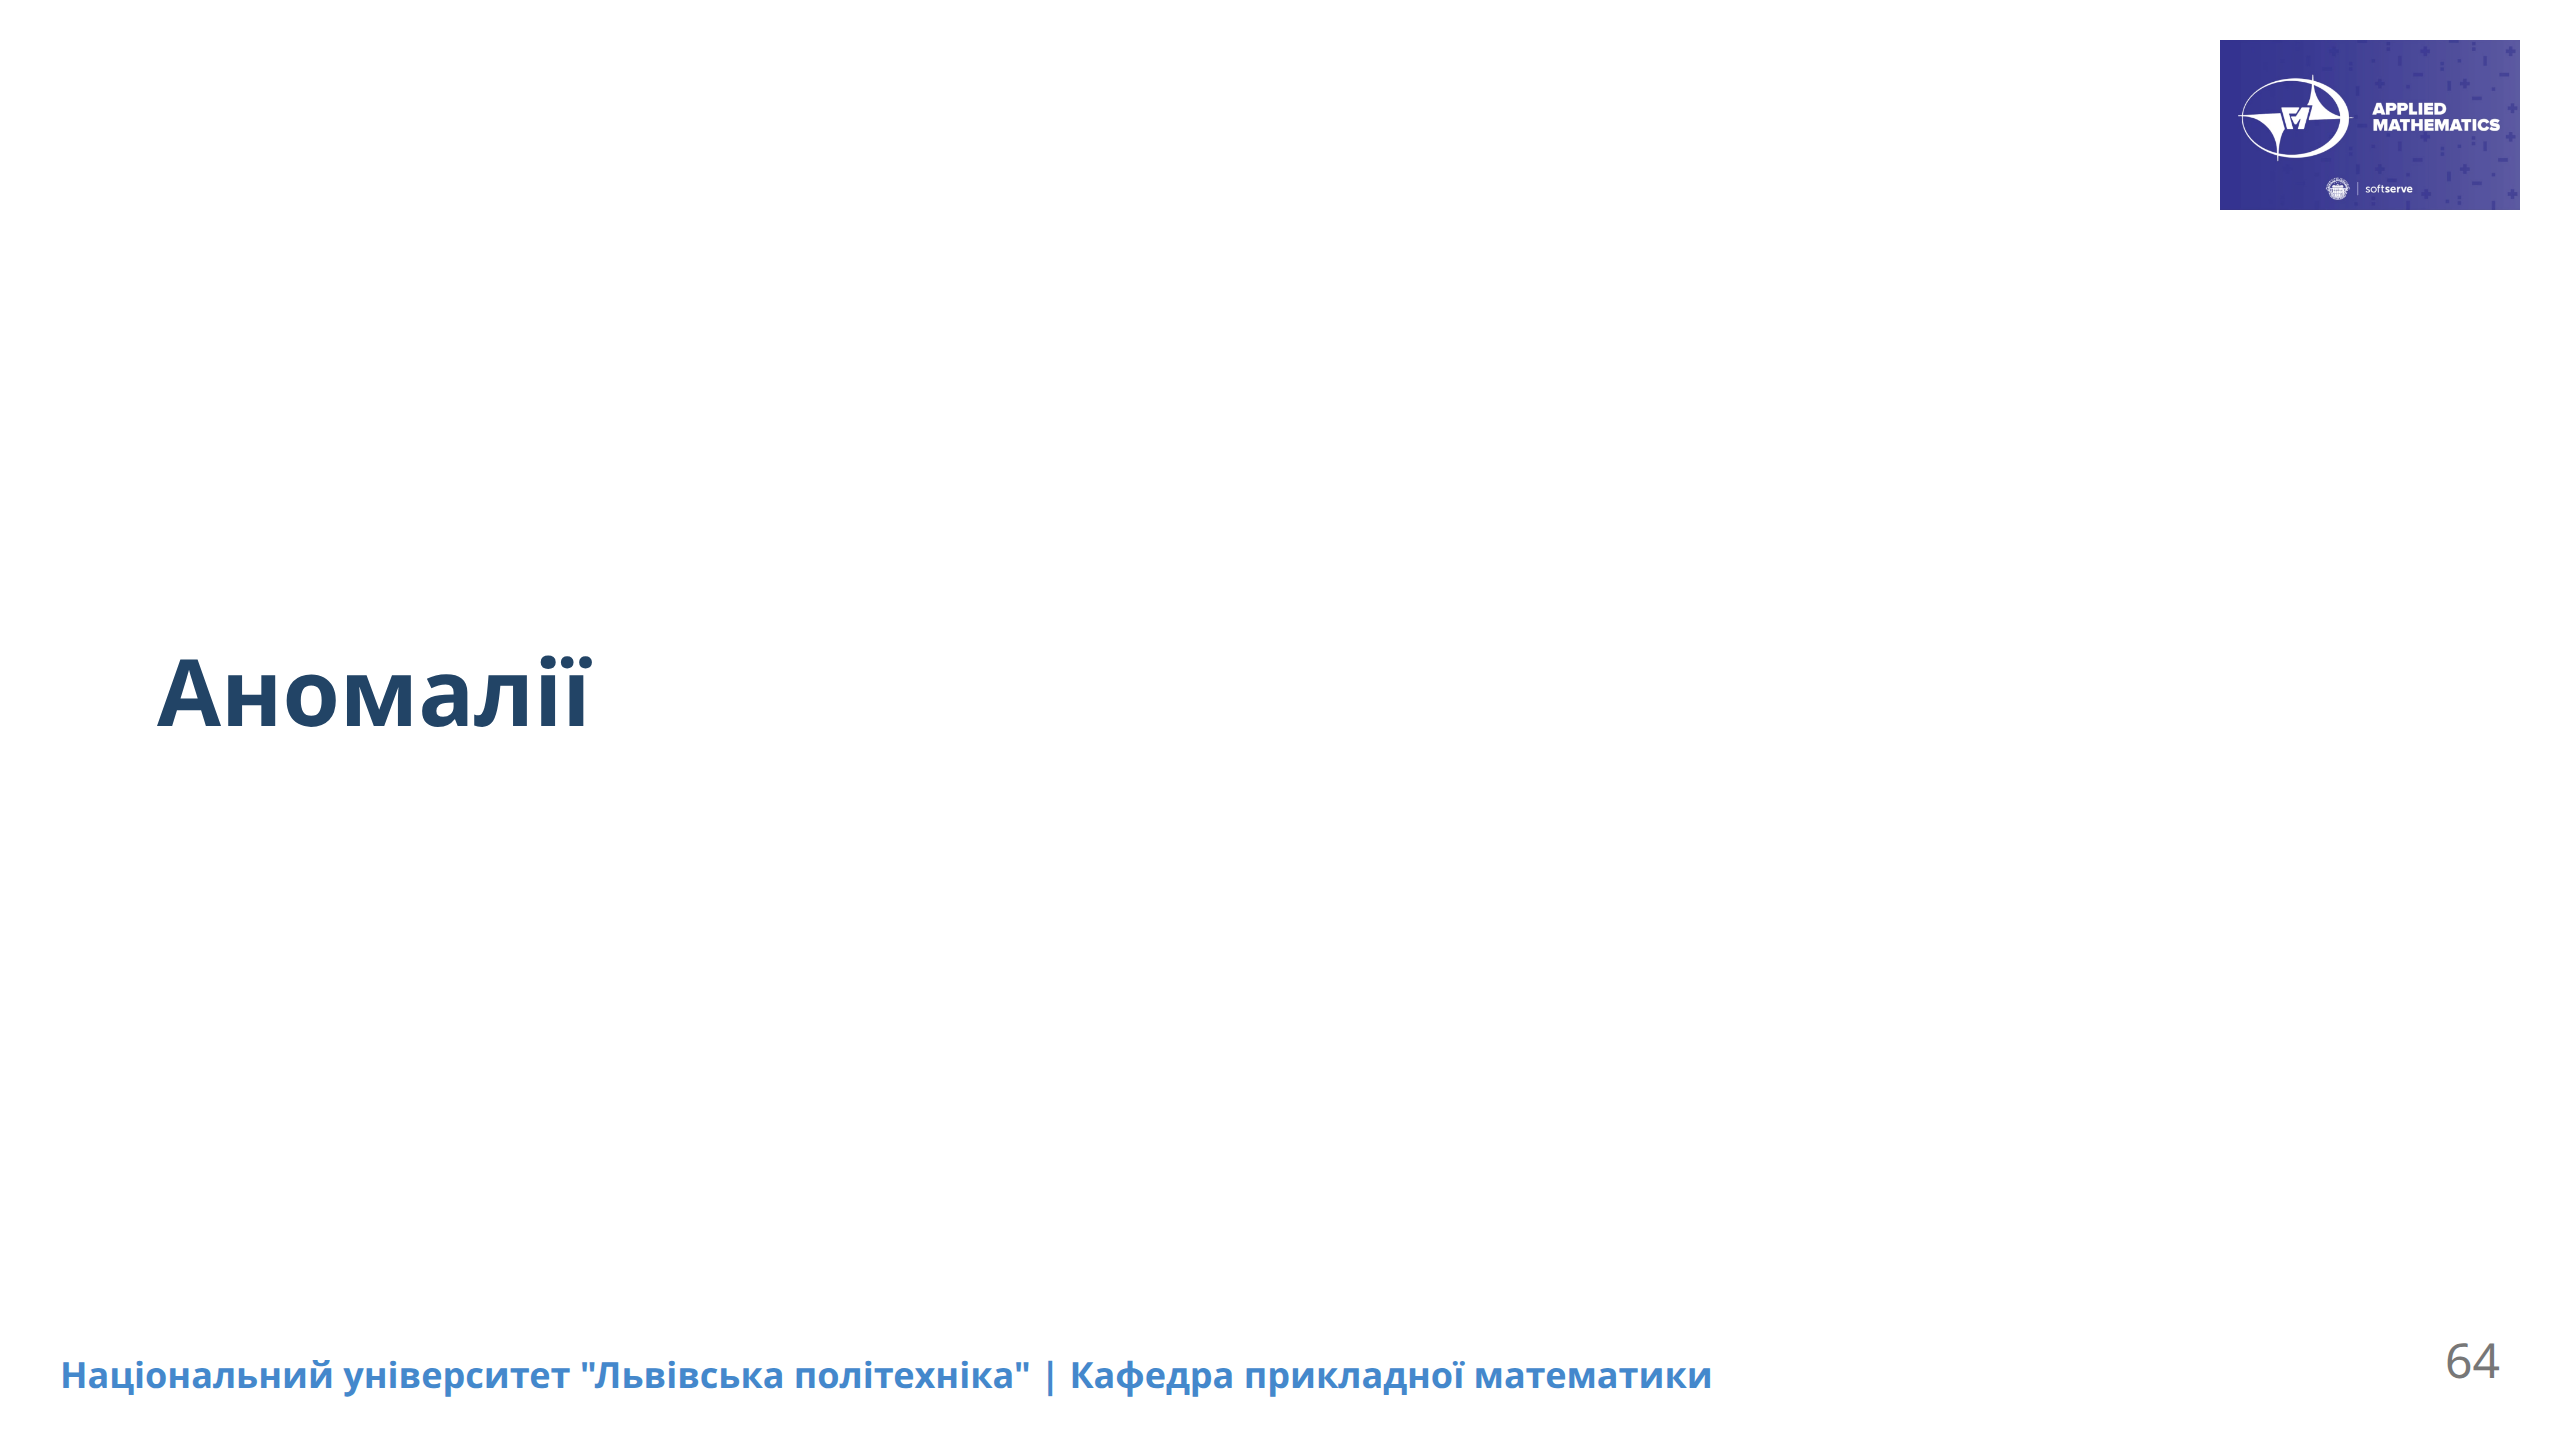 APPLIED
MATHEMATICS
softserve
Аномалії
Національний університет "Львівська політехніка" | Кафедра прикладної математики
64